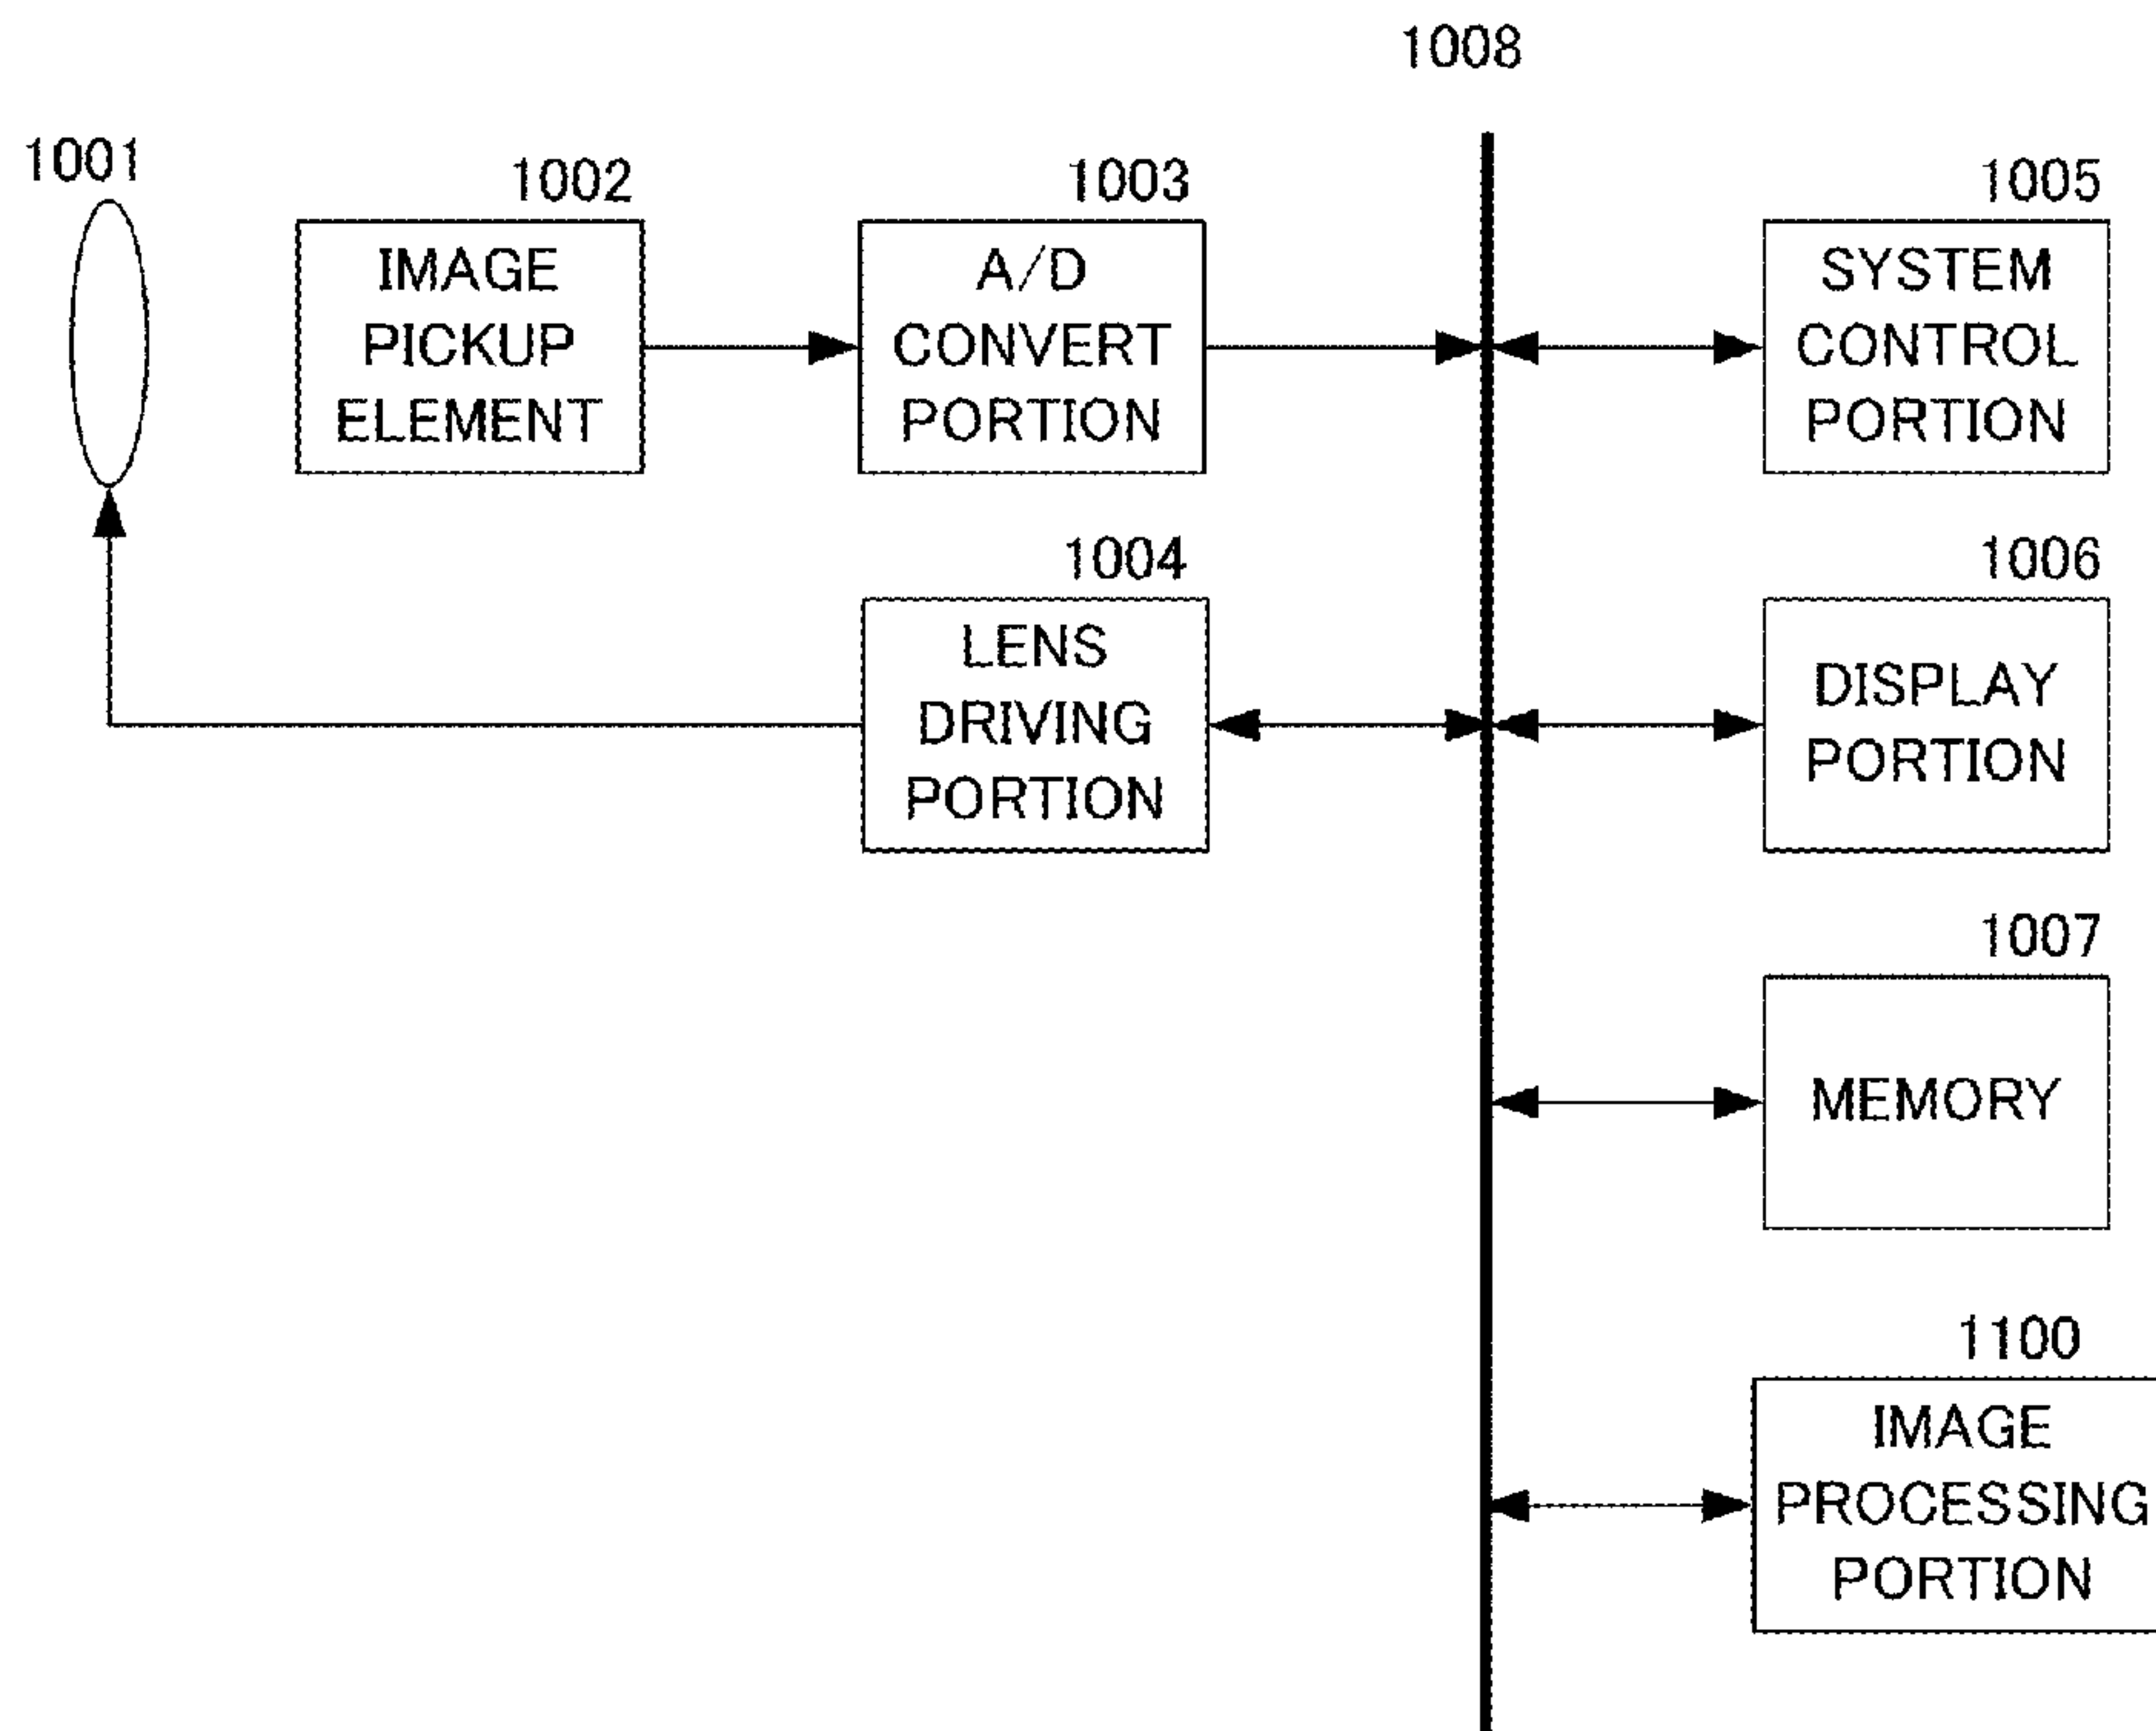 1008
1001
1002
IMAGE
PICKUP
ELEMENT
1003
A/D
CONVERT
PORTION
1005
SYSTEM
CONTROL
PORTION
1004
LENS
DRIVING
PORTION
1006
DISPLAY
PORTION
1007
MEMORY
1100
IMAGE
PROCESSING
PORTION